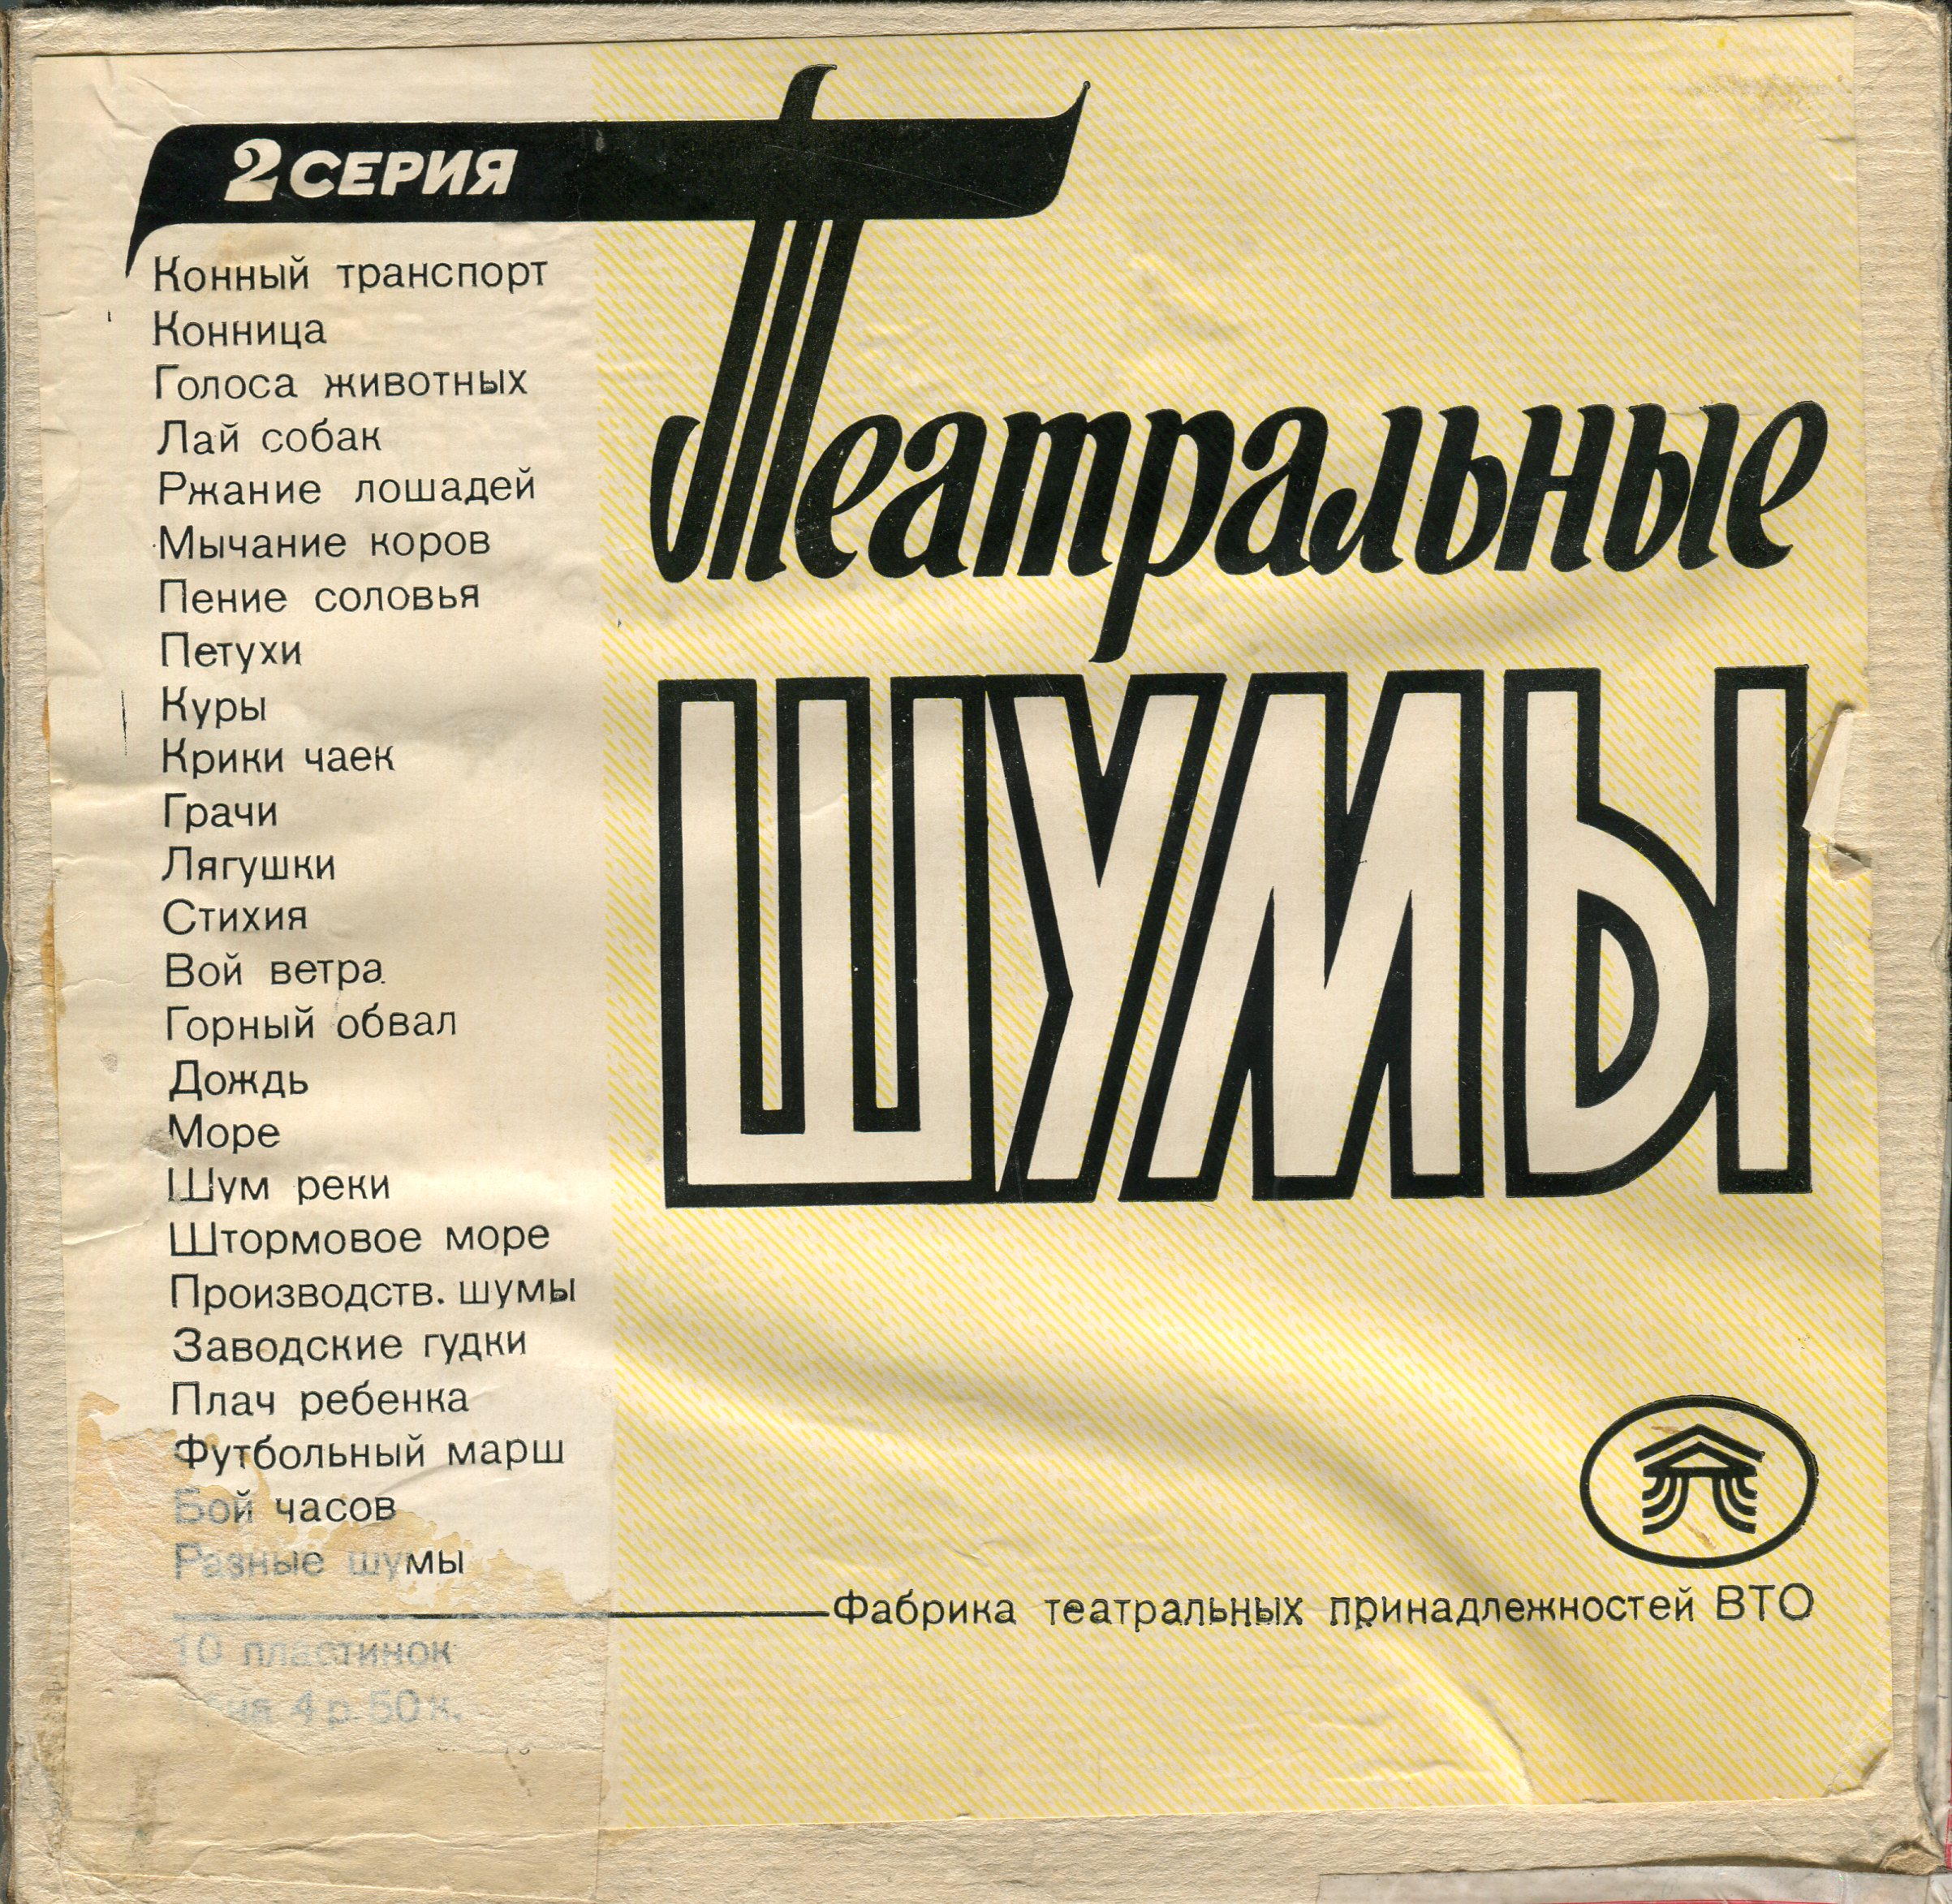 2 СЕРИЯ
Театральные
ШУМЫ
Конный транспорт
Конница
Голоса животных
Лай собак
Ржание лошадей
Мычание коров
Пение соловья
Петухи
Куры
Крики чаек
Грачи
Лягушки
Стихия
Вой ветра
Горный обвал
Дождь
Море
Шум реки
Штормовое море
Производств. шумы
Заводские гудки
Плач ребенка
Футбольный марш
Бой часов
Разные шумы
Фабрика театральных принадлежностей ВТО
10 пластинок
4 р. 50 к.